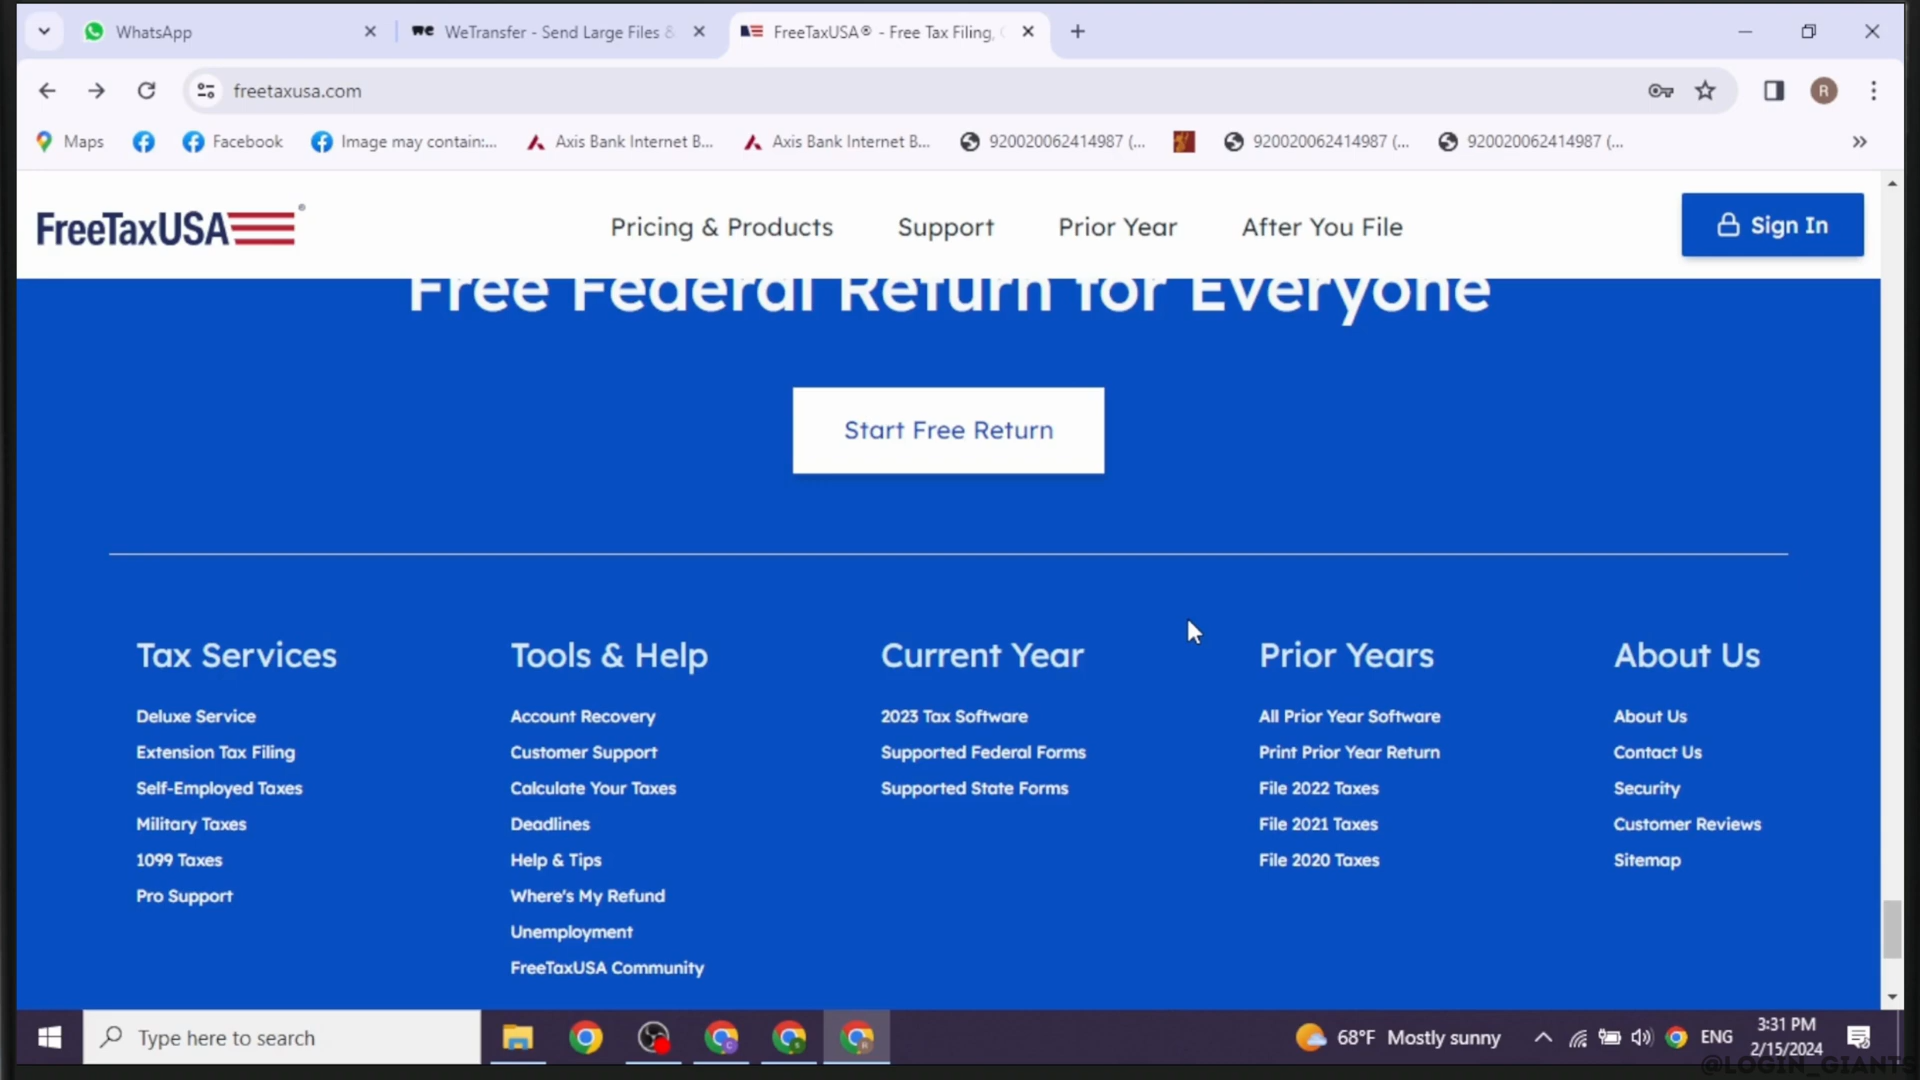 WhatsApp
WeTransfer - Send Large Files &
FreeTaxUSA® - Free Tax Filing,
freetaxusa.com
R
Maps
Facebook
Image may contain:...
Axis Bank Internet B...
Axis Bank Internet B...
920020062414987 (...
920020062414987 (...
920020062414987 (...
FreeTaxUSA®
Pricing & Products
Support
Prior Year
After You File
Sign In
Free Federal Return for Everyone
Start Free Return
Tax Services
Deluxe Service
Extension Tax Filing
Self-Employed Taxes
Military Taxes
1099 Taxes
Pro Support
Tools & Help
Account Recovery
Customer Support
Calculate Your Taxes
Deadlines
Help & Tips
Where's My Refund
Unemployment
FreeTaxUSA Community
Current Year
2023 Tax Software
Supported Federal Forms
Supported State Forms
Prior Years
All Prior Year Software
Print Prior Year Return
File 2022 Taxes
File 2021 Taxes
File 2020 Taxes
About Us
About Us
Contact Us
Security
Customer Reviews
Sitemap
Type here to search
68°F Mostly sunny
ENG
3:31 PM
2/15/2024
@LOGIN_GIANTS